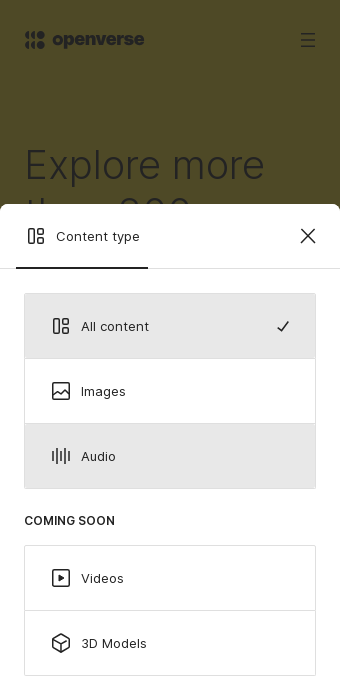 openverse
Explore more
Content type
All content
Images
Audio
COMING SOON
Videos
3D Models